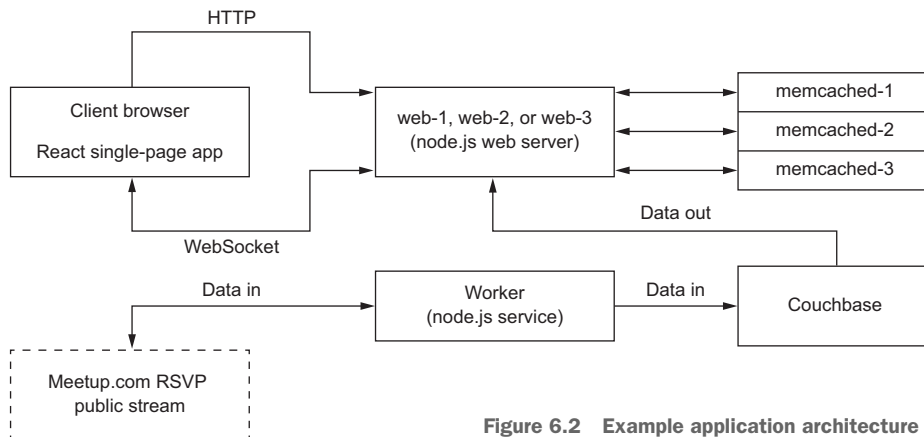 HTTP
Client browser
React single-page app
web-1, web-2, or web-3
(node.js web server)
memcached-1
memcached-2
memcached-3
WebSocket
Data out
Data in
Worker
(node.js service)
Data in
Couchbase
Meetup.com RSVP
public stream
Figure 6.2 Example application architecture